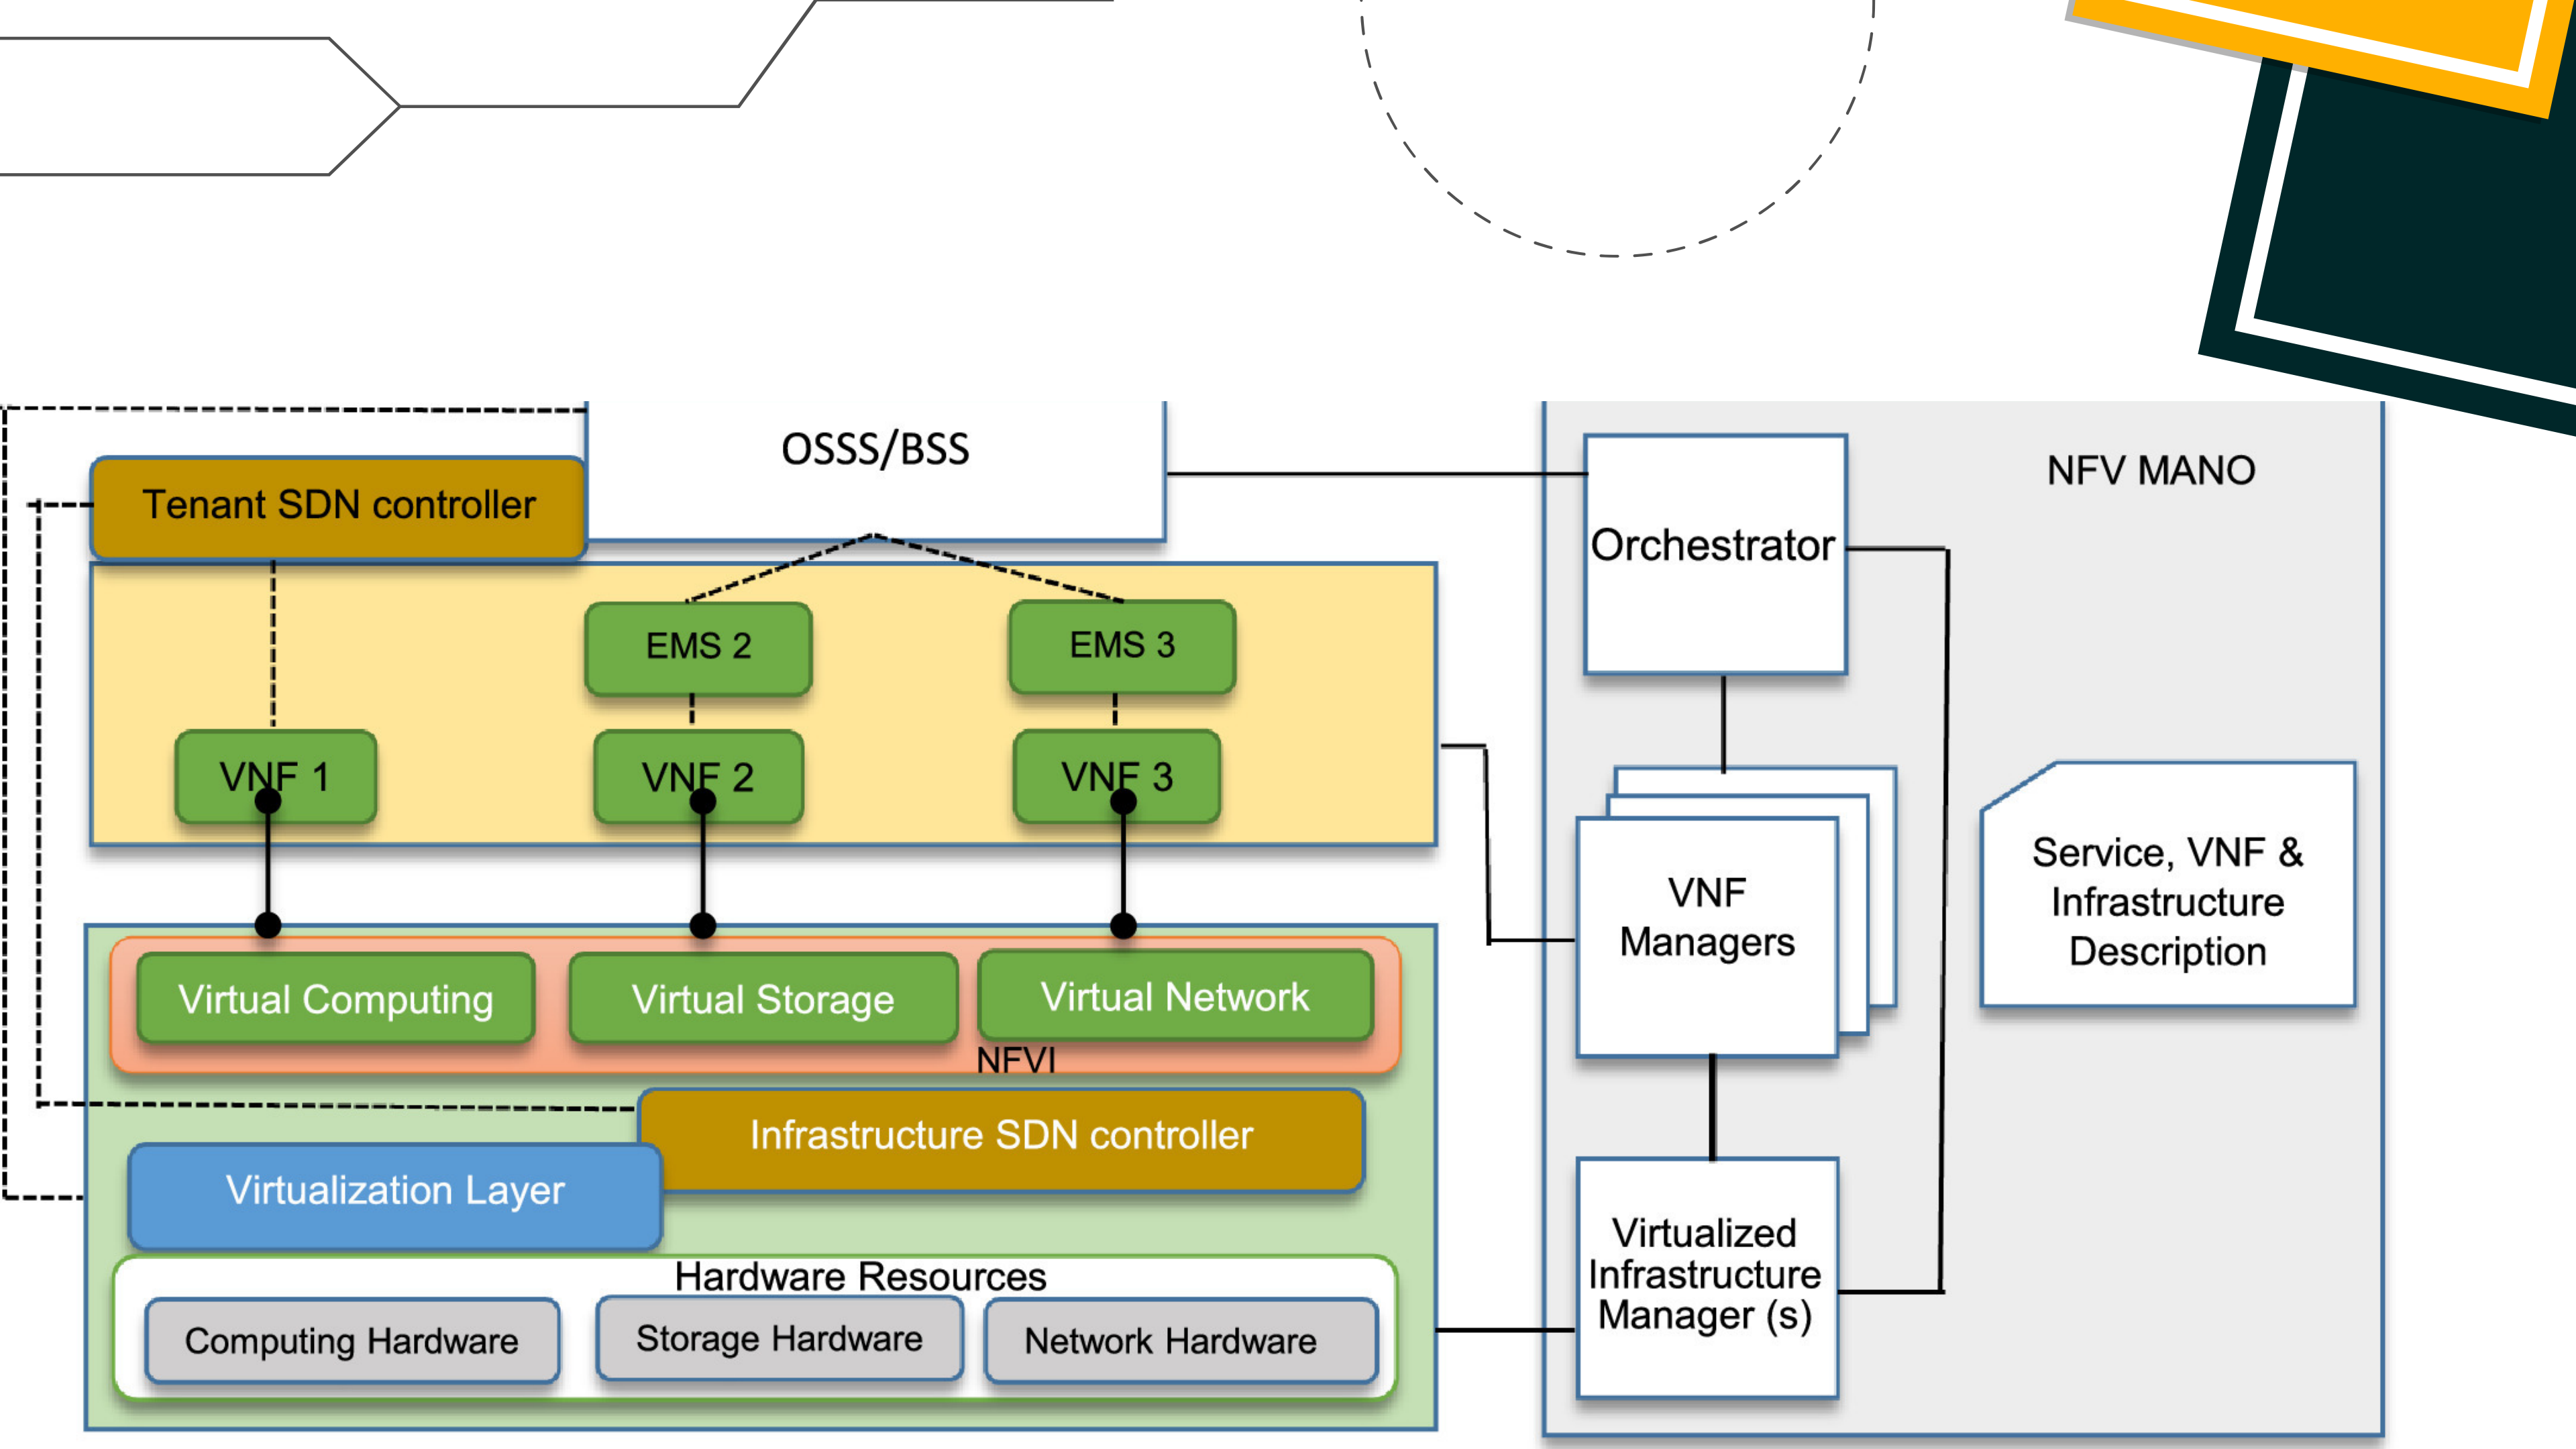 OSSS/BSS
NFV MANO
Tenant SDN controller
Orchestrator
EMS 2
EMS 3
VNF 1
VNF 2
VNF 3
VNF
Managers
Service, VNF &
Infrastructure
Description
Virtual Computing
Virtual Storage
Virtual Network
NFVI
Infrastructure SDN controller
Virtualization Layer
Virtualized
Infrastructure
Manager (s)
Hardware Resources
Computing Hardware
Storage Hardware
Network Hardware